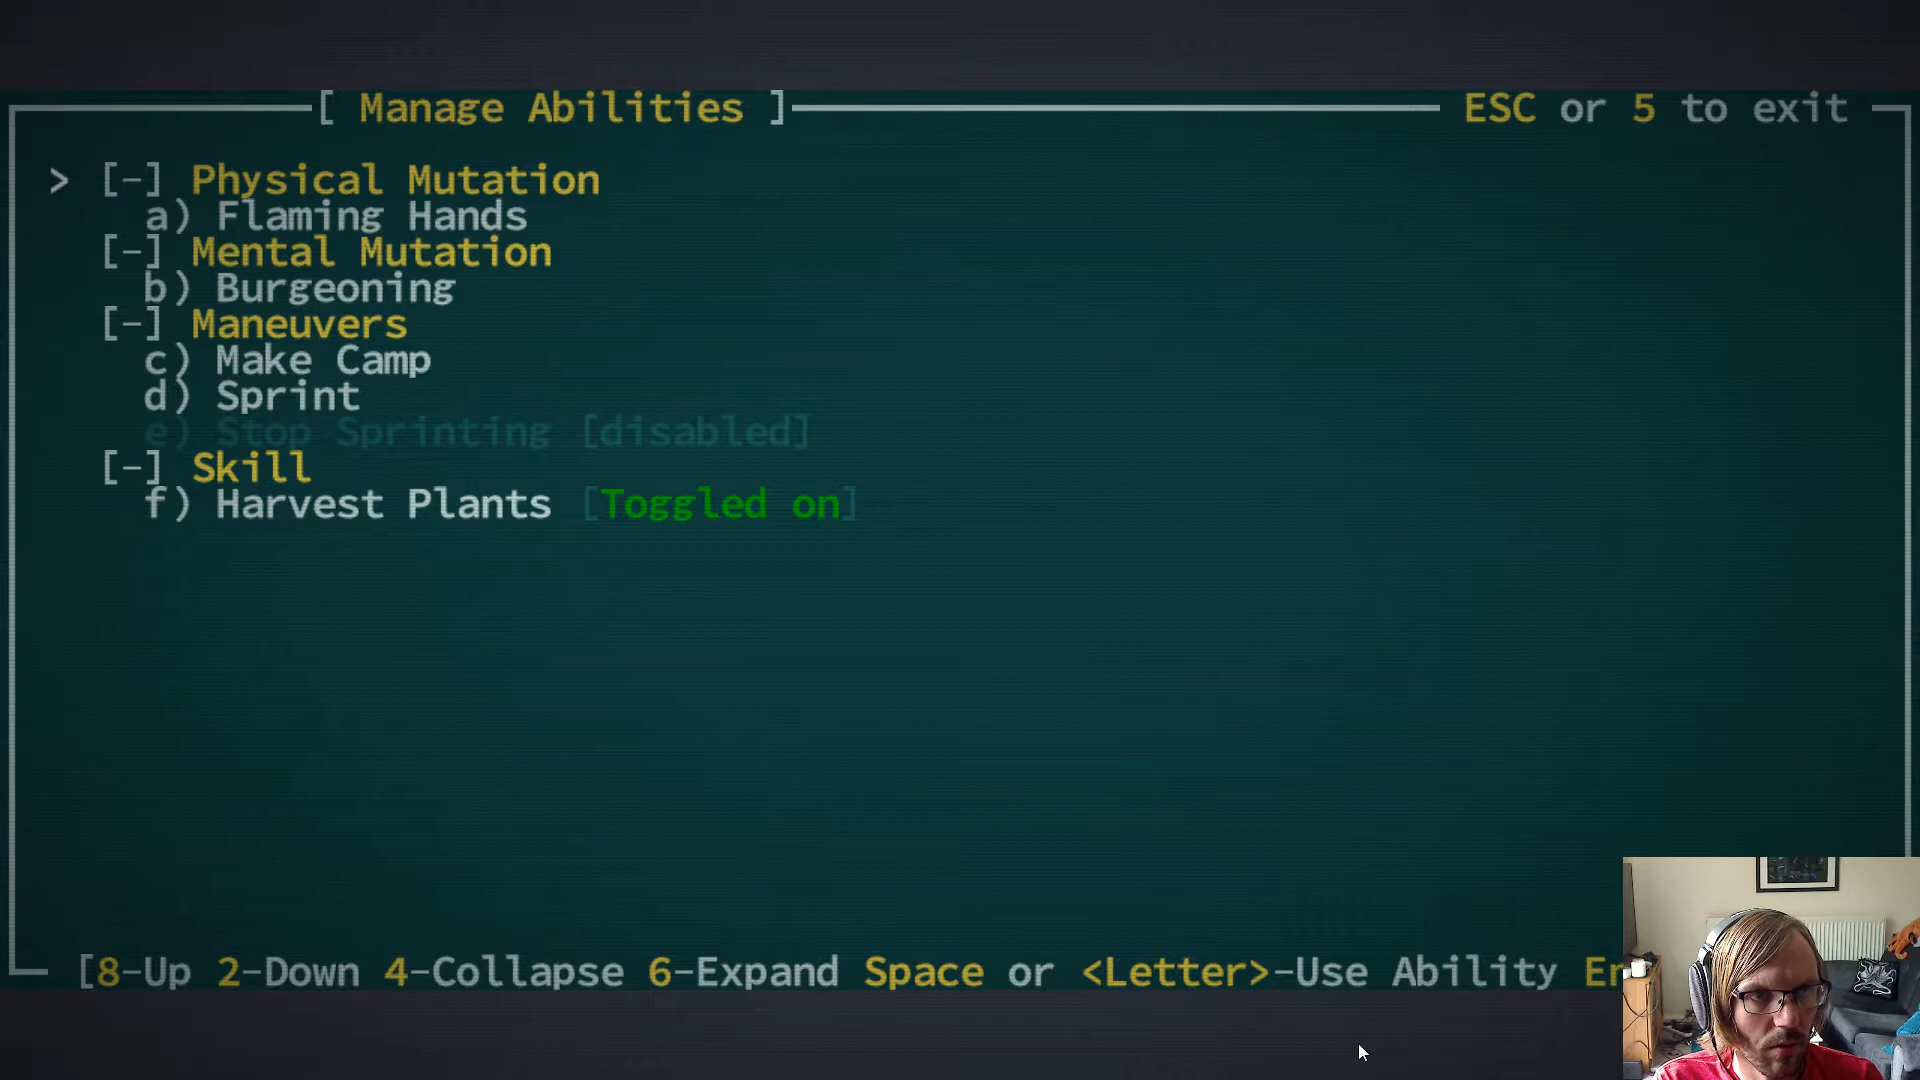 [ Manage Abilities ] ESC or 5 to exit
> [-] Physical Mutation
a) Flaming Hands
[-] Mental Mutation
b) Burgeoning
[-] Maneuvers
c) Make Camp
d) Sprint
e) Stop Sprinting [disabled]
[-] Skill
f) Harvest Plants [Toggled on]
[8-Up 2-Down 4-Collapse 6-Expand Space or <Letter>-Use Ability